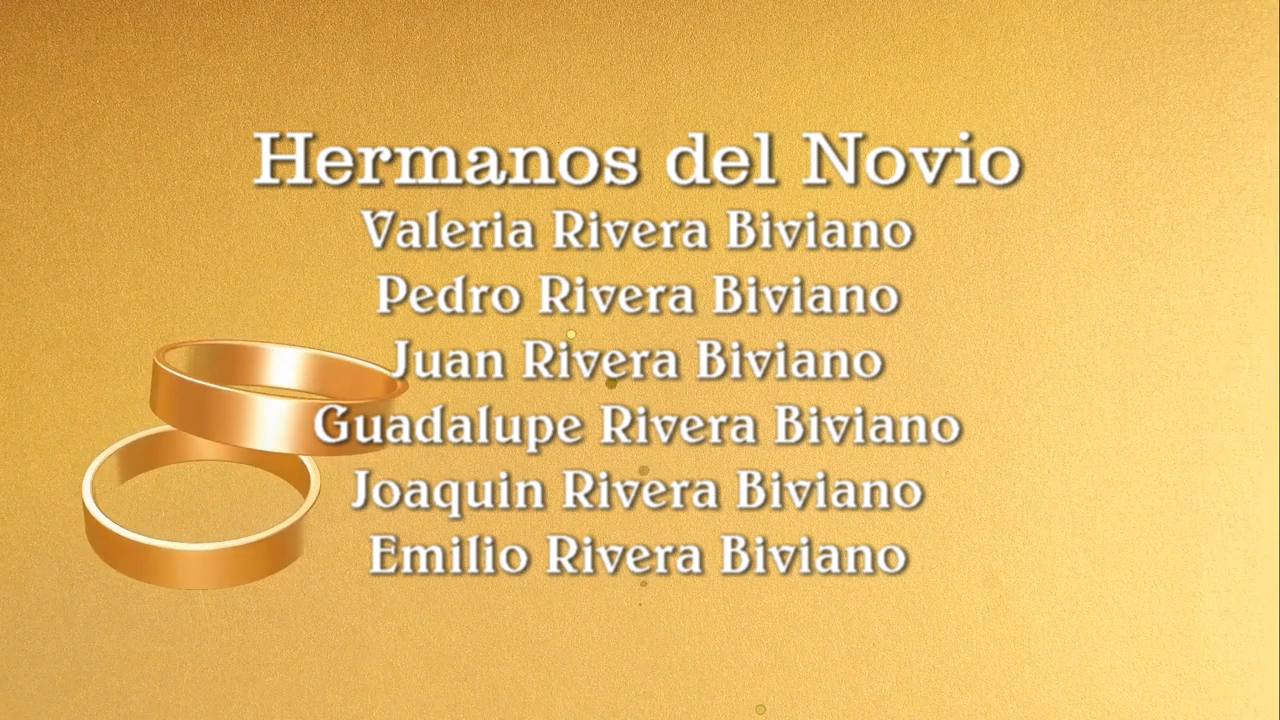 Hermanos del Novio
Valeria Rivera Biviano
Pedro Rivera Biviano
Juan Rivera Biviano
Guadalupe Rivera Biviano
Joaquin Rivera Biviano
Emilio Rivera Biviano